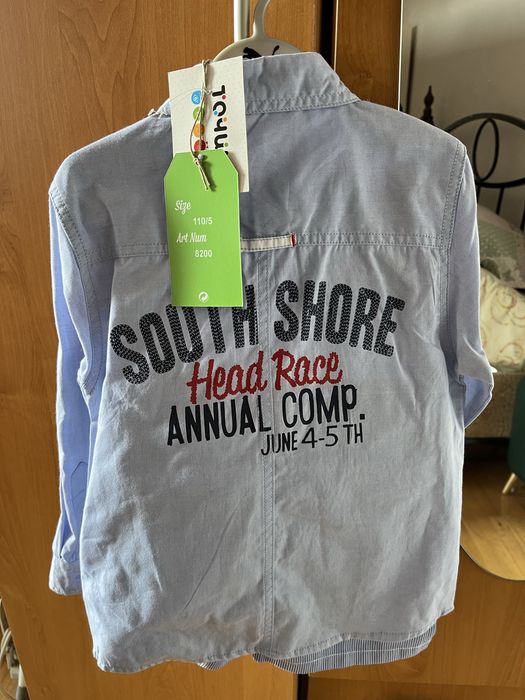 Size
110/5
Art Num
8200
SOUTH SHORE
Head Race
ANNUAL COMP.
JUNE 4-5 TH